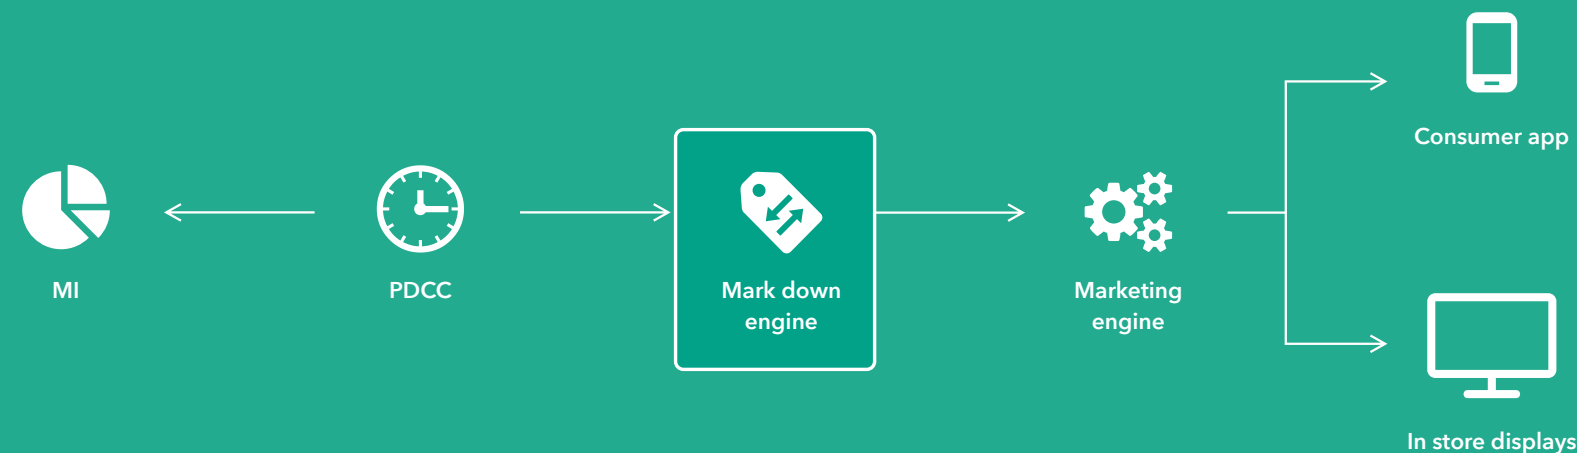 Consumer app
MI
PDCC
Mark down
engine
Marketing
engine
In store displays